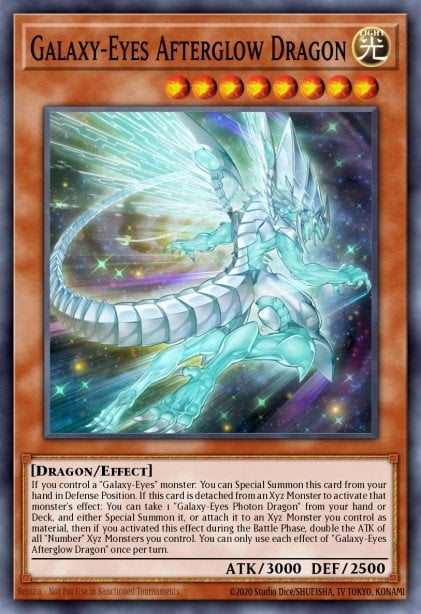 GALAXY-EYES AFTERGLOW DRAGON
LIGHT
光
[DRAGON/EFFECT]
If you control a "Galaxy-Eyes" monster: You can Special Summon this card from your
hand in Defense Position. If this card is detached from an Xyz Monster to activate that
monster's effect: You can take 1 "Galaxy-Eyes Photon Dragon" from your hand or
Deck, and either Special Summon it, or attach it to an Xyz Monster you control as
material, then if you activated this effect during the Battle Phase, double the ATK of
all "Number" Xyz Monsters you control. You can only use each effect of "Galaxy-Eyes
Afterglow Dragon" once per turn.
ATK/3000 DEF/2500
Replica - Not For Use in Sanctioned Tournaments
©2020 Studio Dice/SHUEISHA, TV TOKYO, KONAMI